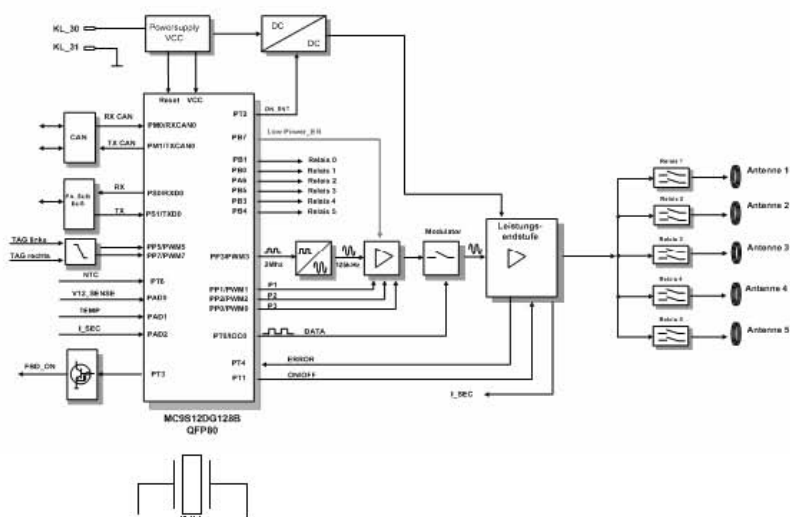 KL_30
KL_31
Powersupply
VCC
DC
DC
Reset VCC
RX CAN
TX CAN
CAN
PM0/RXCAN0
PM1/TXCAN0
RX
TX
PS0/RXD0
PS1/TXD0
TAG links
TAG rechts
PP5/PWM5
PP7/PWM7
NTC
V12_SENSE
PAD0
TEMP
PAD1
I_SEC
PAD2
FBD_ON
PT3
PT2
PB7
Low-Power_EN
PB1
Relais 0
PB0
Relais 1
PA6
Relais 2
PB5
Relais 3
PB3
Relais 4
PB4
Relais 5
PP3/PWM3
2Mhz
125kHz
Modulator
Leistungs-
endstufe
PP1/PWM1
P1
PP2/PWM2
P2
PP0/PWM0
P3
PT0/IOC0
DATA
PT4
ERROR
PT1
ON/OFF
I_SEC
MC9S12DG128B
QFP80
Relais 1
Antenne 1
Relais 2
Antenne 2
Relais 3
Antenne 3
Relais 4
Antenne 4
Relais 5
Antenne 5